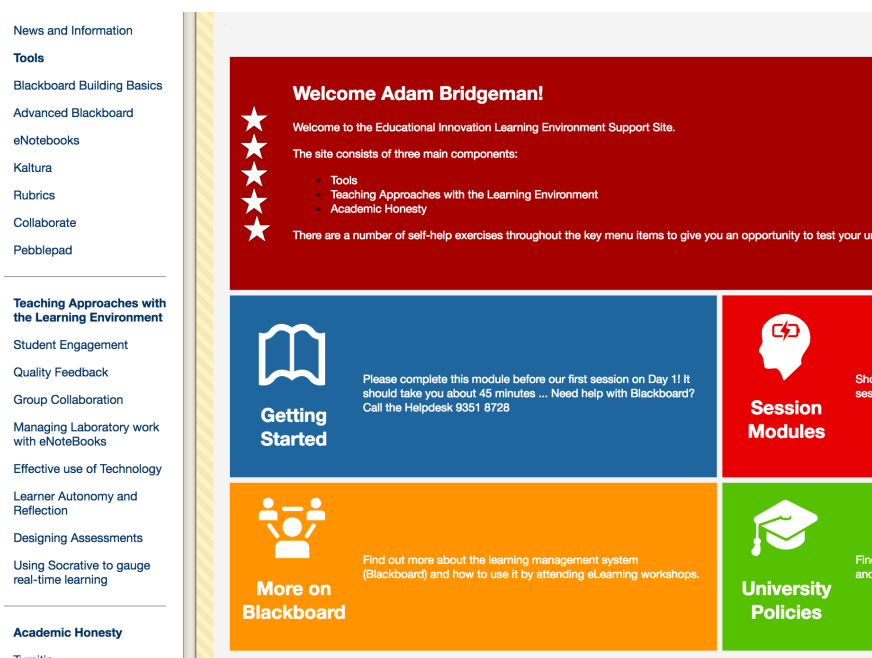 News and Information
Tools
Blackboard Building Basics
Advanced Blackboard
eNotebooks
Kaltura
Rubrics
Collaborate
Pebblepad
Teaching Approaches with
the Learning Environment
Student Engagement
Quality Feedback
Group Collaboration
Managing Laboratory work
with eNoteBooks
Effective use of Technology
Learner Autonomy and
Reflection
Designing Assessments
Using Socrative to gauge
real-time learning
Academic Honesty
Welcome Adam Bridgeman!
Welcome to the Educational Innovation Learning Environment Support Site.
The site consists of three main components:
Tools
Teaching Approaches with the Learning Environment
Academic Honesty
There are a number of self-help exercises throughout the key menu items to give you an opportunity to test your
Getting
Started
Please complete this module before our first session on Day 1! It
should take you about 45 minutes ... Need help with Blackboard?
Call the Helpdesk 9351 8728
Session
Modules
More on
Blackboard
Find out more about the learning management system
(Blackboard) and how to use it by attending eLearning workshops.
University
Policies